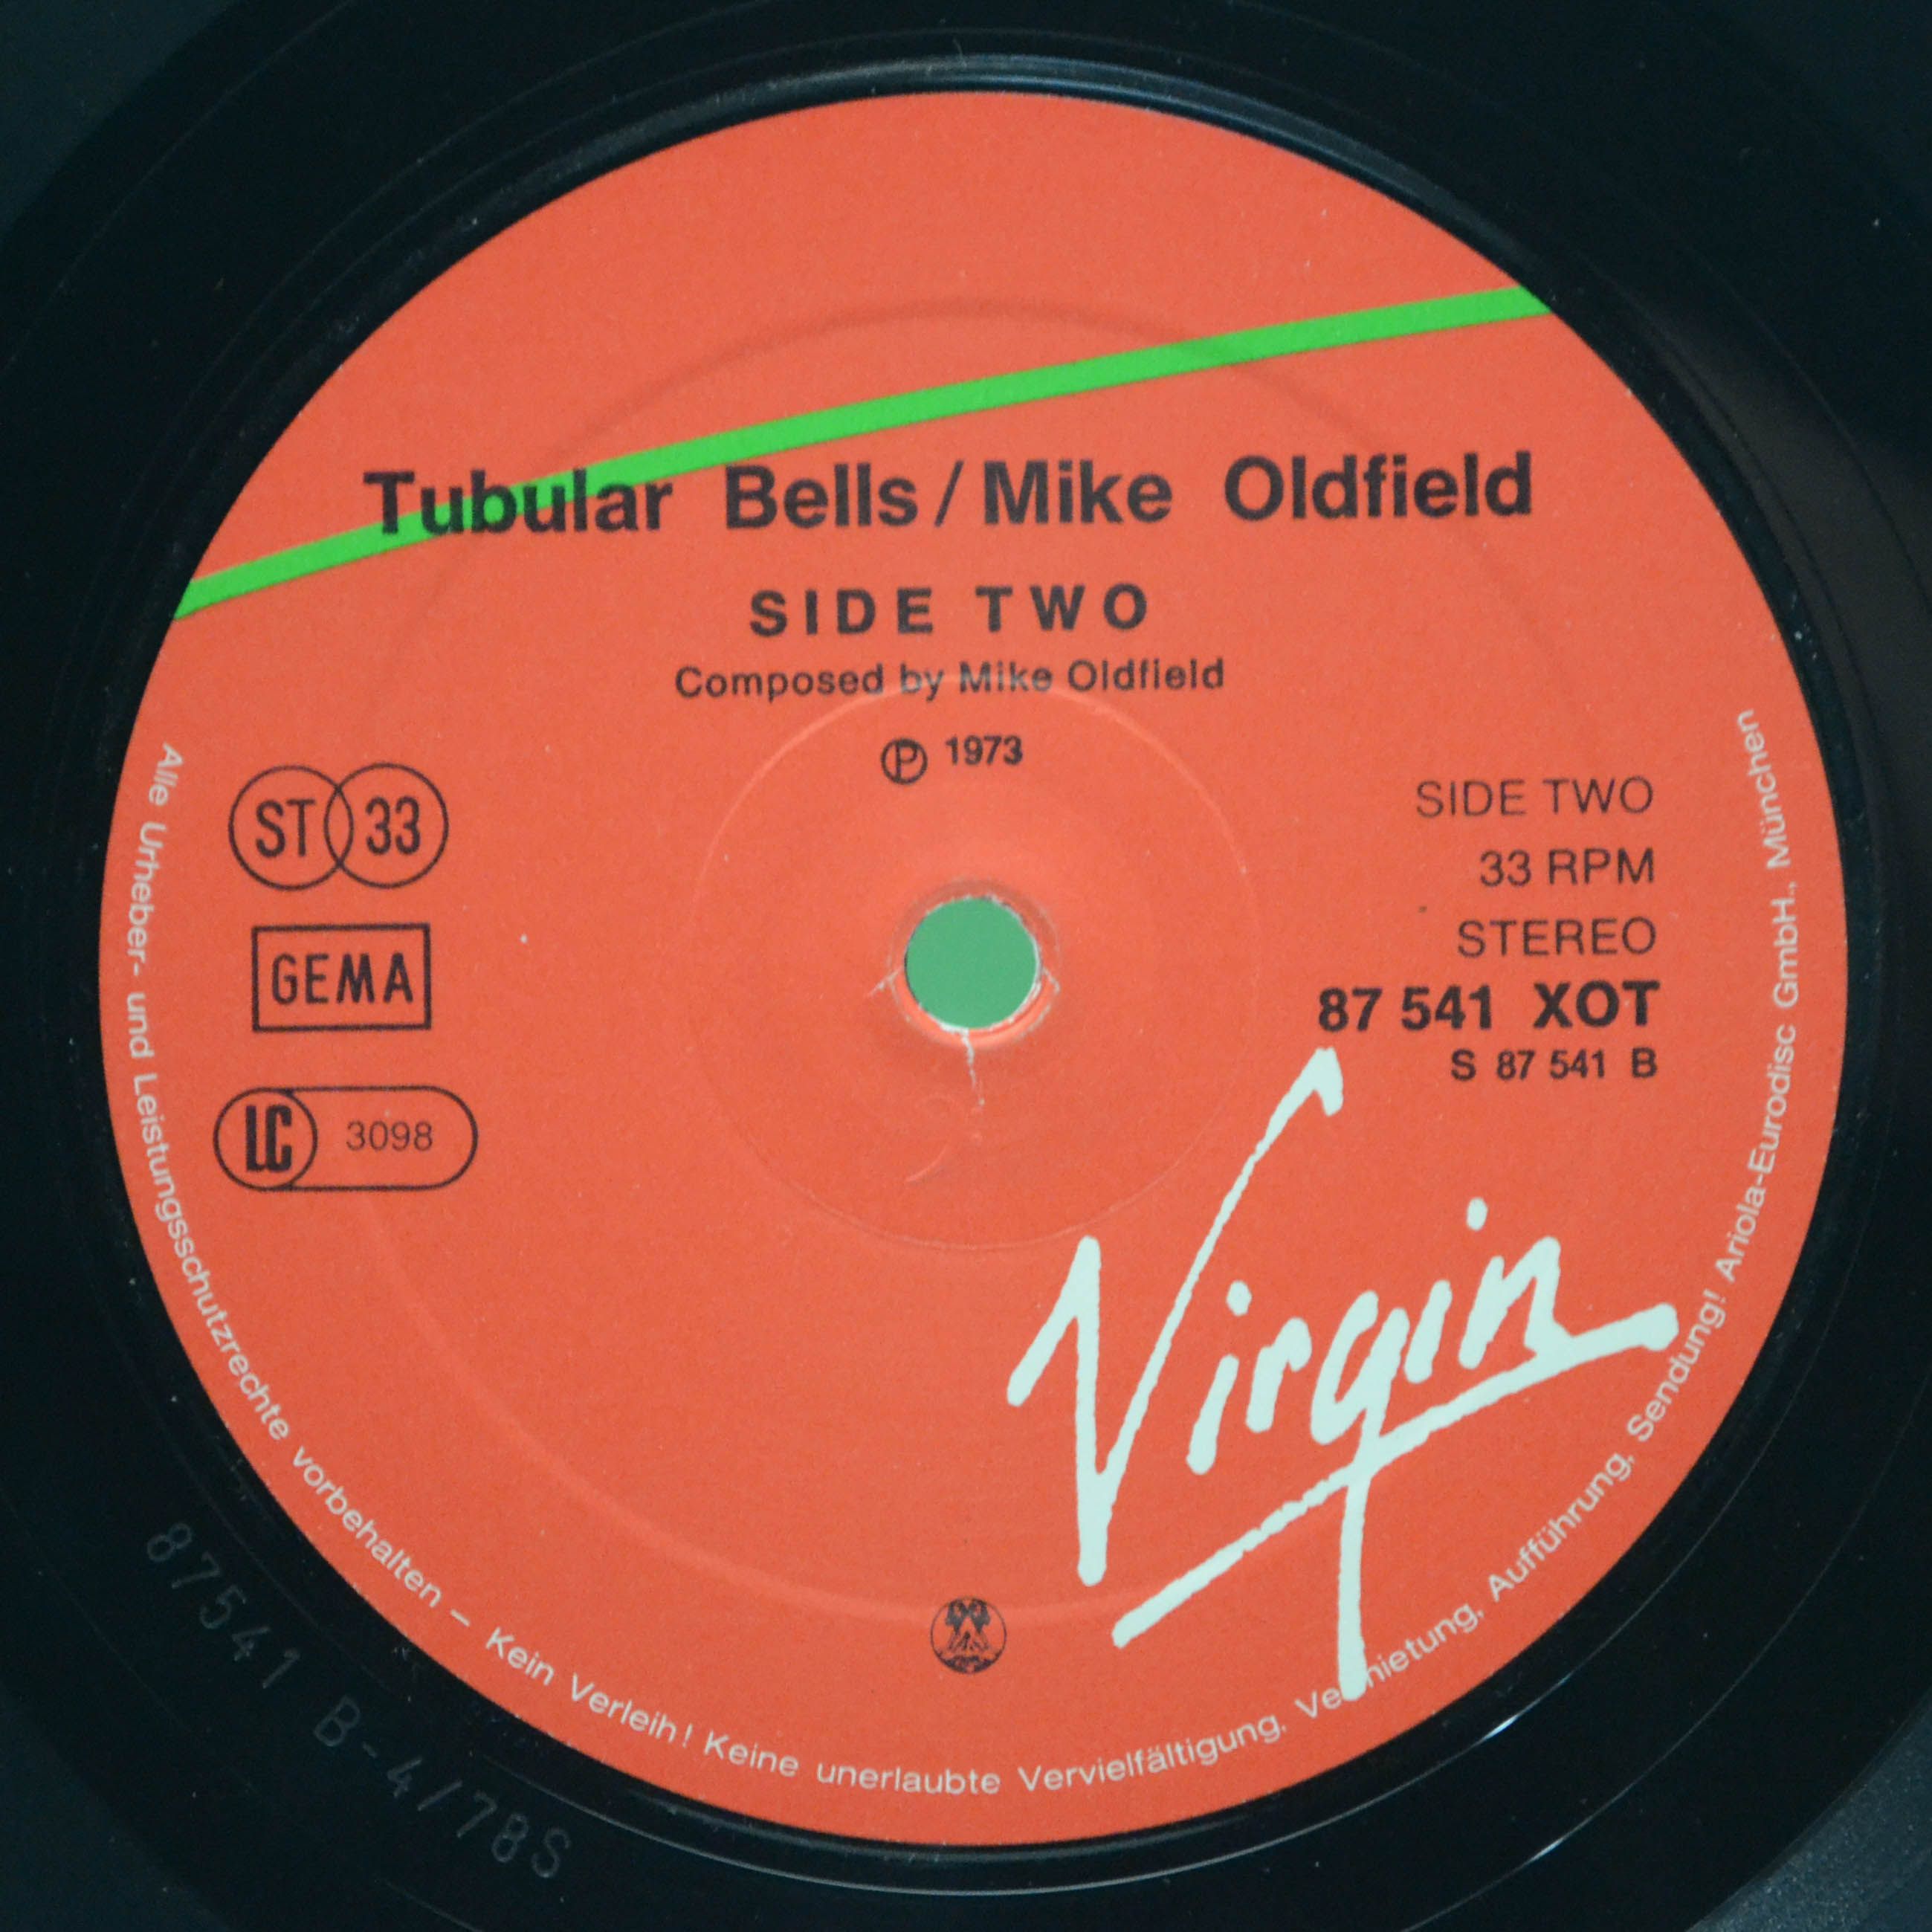 Tubular Bells / Mike Oldfield
SIDE TWO
Composed by Mike Oldfield
℗ 1973
ST 33
GEMA
LC 3098
SIDE TWO
33 RPM
STEREO
87 541 XOT
S 87 541 B
Virgin
Alle Urheber- und Leistungsschutzrechte vorbehalten – Kein Verleih! Keine unerlaubte Vervielfältigung, Vermietung, Aufführung, Sendung! Ariola-Eurodisc GmbH., München
87541 B-4/78S